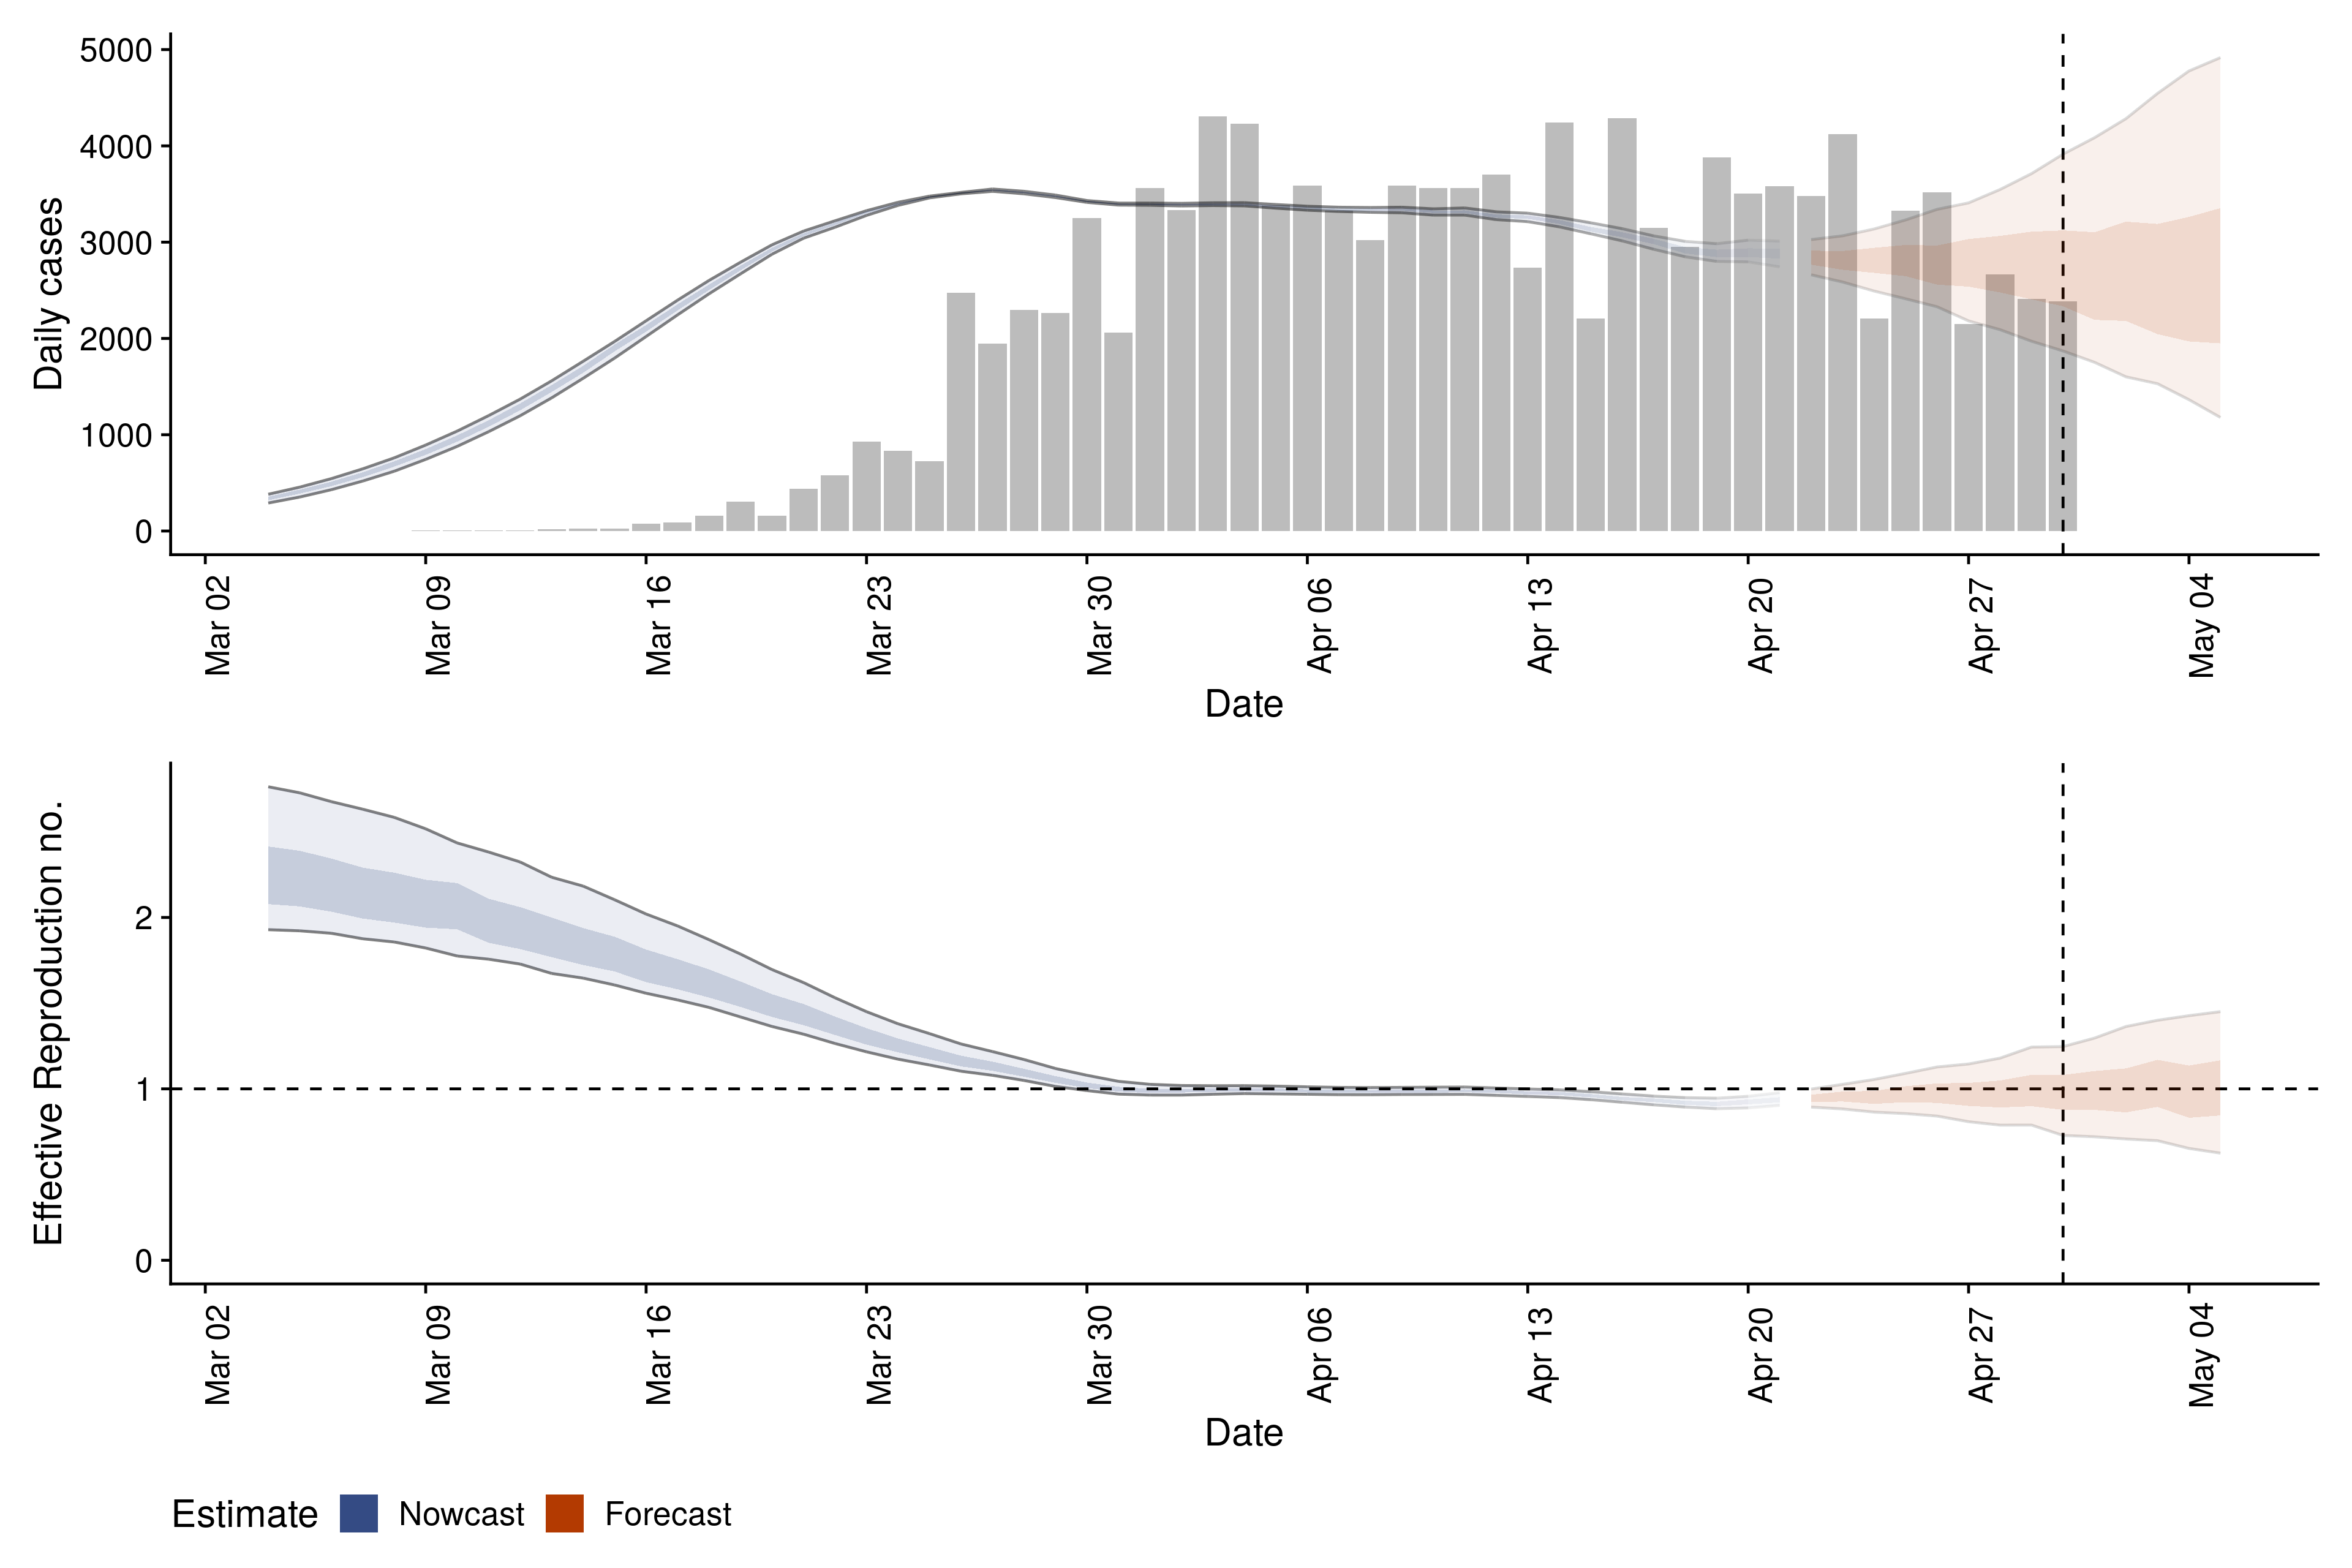 5000
4000
3000
2000
1000
0
Daily cases
Mar 02
Mar 09
Mar 16
Mar 23
Mar 30
Apr 06
Apr 13
Apr 20
Apr 27
May 04
Date
2
1
0
Effective Reproduction no.
Mar 02
Mar 09
Mar 16
Mar 23
Mar 30
Apr 06
Apr 13
Apr 20
Apr 27
May 04
Date
Estimate Nowcast Forecast